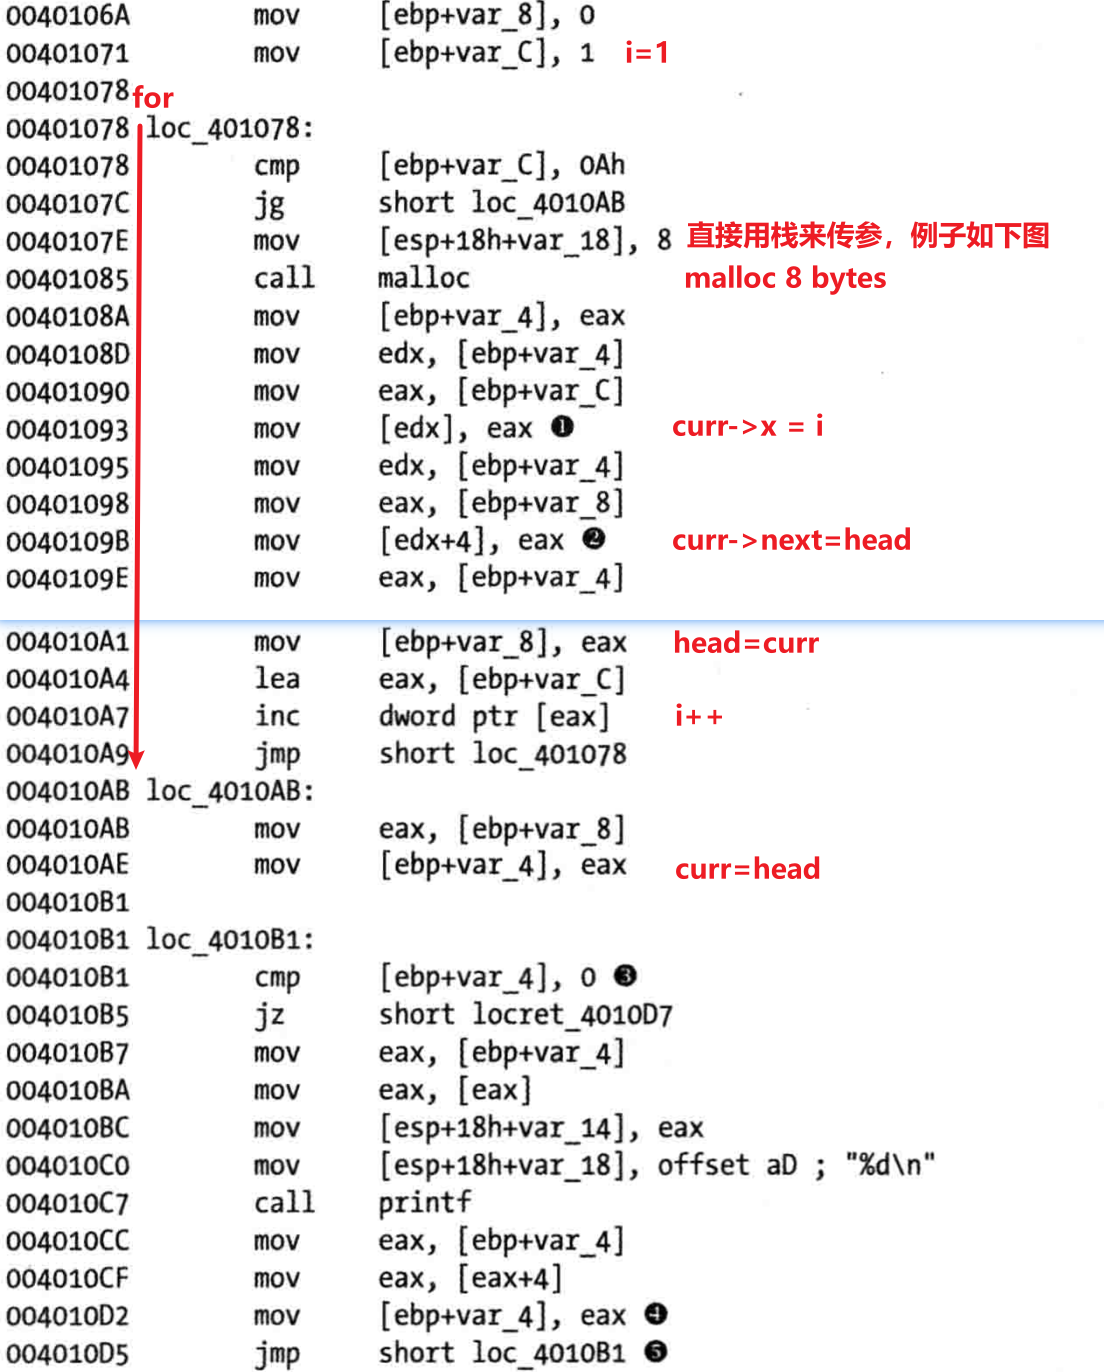 0040106A mov [ebp+var_8], 0
00401071 mov [ebp+var_C], 1 i=1
00401078
for
00401078 loc_401078:
00401078 cmp [ebp+var_C], 0Ah
0040107C jg short loc_4010AB
0040107E mov [esp+18h+var_18], 8 直接用栈来传参，例子如下图
00401085 call malloc malloc 8 bytes
0040108A mov [ebp+var_4], eax
0040108D mov edx, [ebp+var_4]
00401090 mov eax, [ebp+var_C]
00401093 mov [edx], eax ❶ curr->x = i
00401095 mov edx, [ebp+var_4]
00401098 mov eax, [ebp+var_8]
0040109B mov [edx+4], eax ❷ curr->next=head
0040109E mov eax, [ebp+var_4]
004010A1 mov [ebp+var_8], eax head=curr
004010A4 lea eax, [ebp+var_C]
004010A7 inc dword ptr [eax] i++
004010A9 jmp short loc_401078
004010AB loc_4010AB:
004010AB mov eax, [ebp+var_8]
004010AE mov [ebp+var_4], eax curr=head
004010B1
004010B1 loc_4010B1:
004010B1 cmp [ebp+var_4], 0 ❸
004010B5 jz short locret_4010D7
004010B7 mov eax, [ebp+var_4]
004010BA mov eax, [eax]
004010BC mov [esp+18h+var_14], eax
004010C0 mov [esp+18h+var_18], offset aD ; "%d\n"
004010C7 call printf
004010CC mov eax, [ebp+var_4]
004010CF mov eax, [eax+4]
004010D2 mov [ebp+var_4], eax ❹
004010D5 jmp short loc_4010B1 ❺